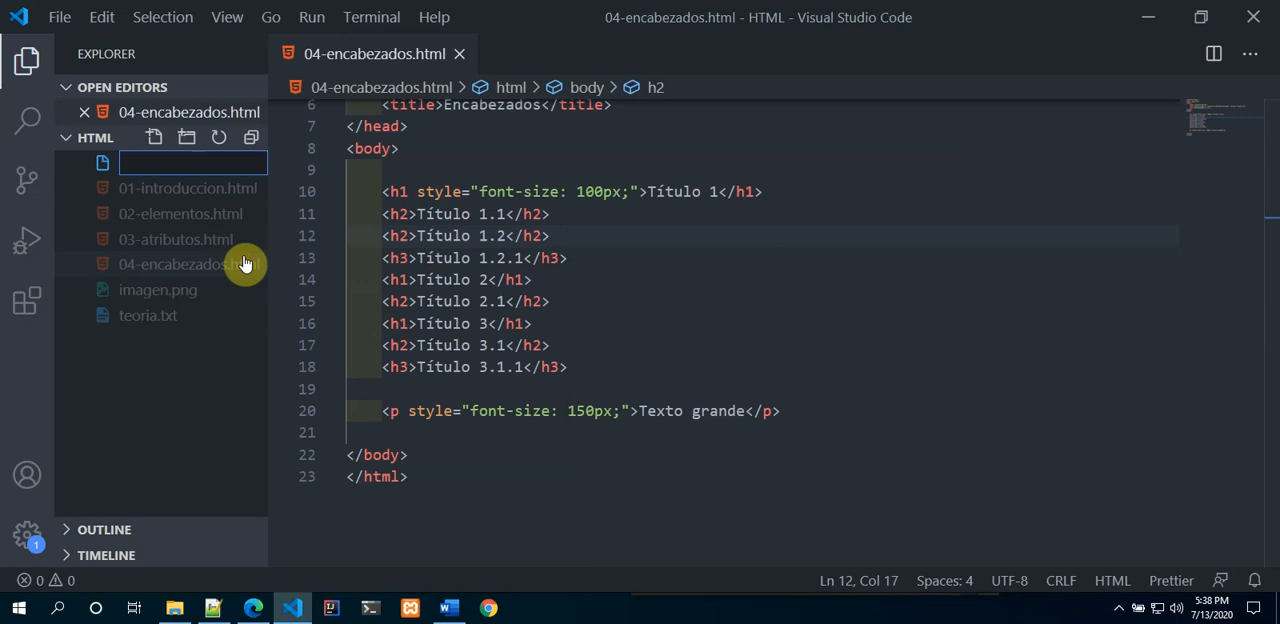 File Edit Selection View Go Run Terminal Help 04-encabezados.html - HTML - Visual Studio Code
EXPLORER
04-encabezados.html
OPEN EDITORS
04-encabezados.html > html > body > h2
04-encabezados.html
HTML
01-introduccion.html
02-elementos.html
03-atributos.html
04-encabezados.html
imagen.png
teoria.txt
6 <title>Encabezados</title>
7 </head>
8 <body>
9
10 <h1 style="font-size: 100px;">Título 1</h1>
11 <h2>Título 1.1</h2>
12 <h2>Título 1.2</h2>
13 <h3>Título 1.2.1</h3>
14 <h1>Título 2</h1>
15 <h2>Título 2.1</h2>
16 <h1>Título 3</h1>
17 <h2>Título 3.1</h2>
18 <h3>Título 3.1.1</h3>
19
20 <p style="font-size: 150px;">Texto grande</p>
21
22 </body>
23 </html>
OUTLINE
1
TIMELINE
0 0 Ln 12, Col 17 Spaces: 4 UTF-8 CRLF HTML Prettier
5:38 PM
7/13/2020